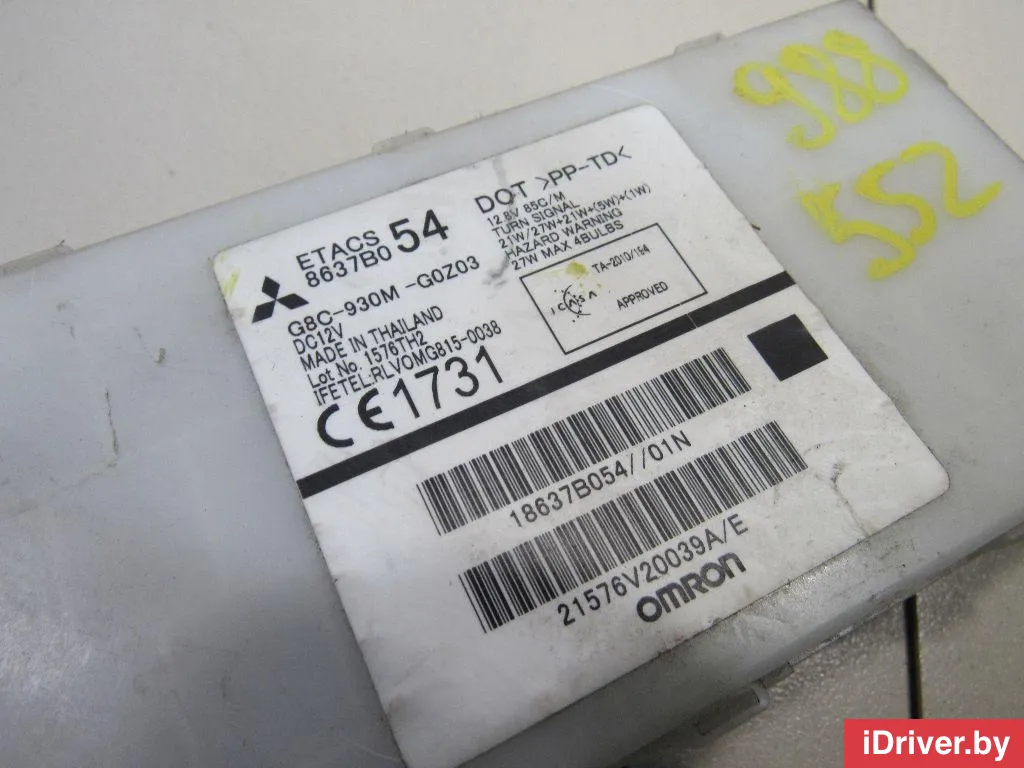 988
552
ETACS
8637B054
G8C-930M-G0Z03
DC12V
MADE IN THAILAND
Lot No. 1576TH2
IFETEL:RLVOMG815-0038
CE1731
DOT >PP-TD<
12.8V 85C/M
TURN SIGNAL
21W/27W+21W+(5W)+(1W)
HAZARD WARNING
27W MAX 4BULBS
TA-2010/164
ICASA
APPROVED
18637B054//01N
21576V20039A/E
OMRON
iDriver.by